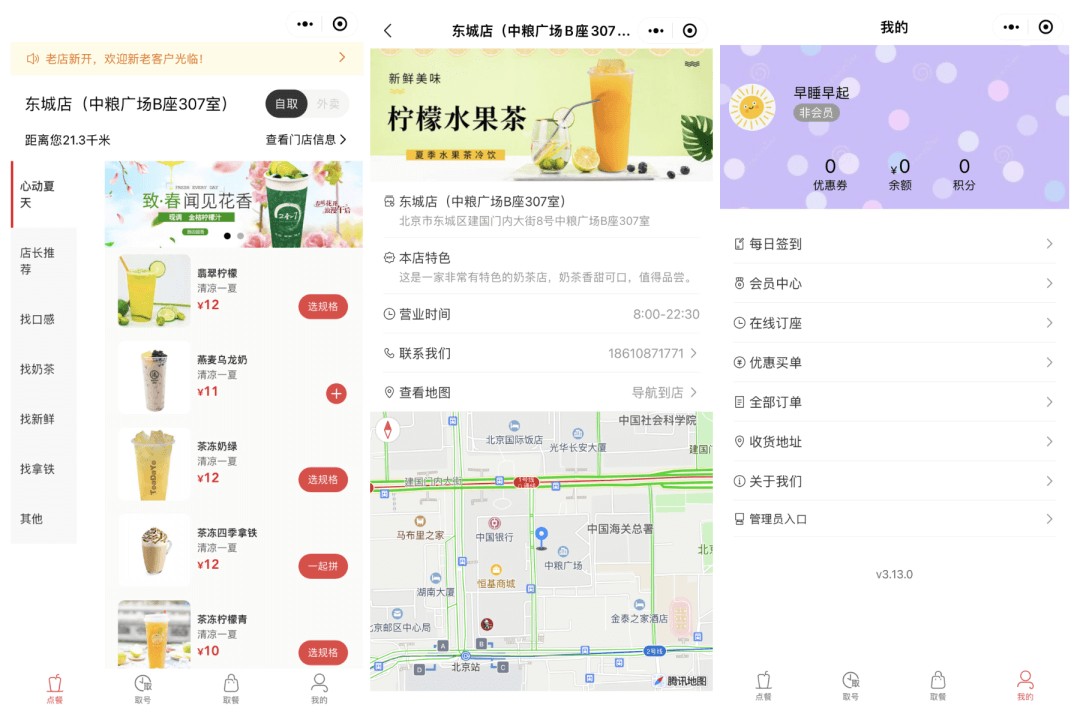 老店新开，欢迎新老客户光临！
东城店（中粮广场B座307室）
自取
外卖
距离您21.3千米
查看门店信息
心动夏天
店长推荐
找口感
找奶茶
找新鲜
找拿铁
其他
FRESH EVERY DAY
致·春 闻见花香
翡翠柠檬
清凉一夏
¥12
选规格
燕麦乌龙奶
清凉一夏
¥11
茶冻奶绿
清凉一夏
¥12
选规格
茶冻四季拿铁
清凉一夏
¥12
一起拼
茶冻柠檬青
清凉一夏
¥10
选规格
点餐
取号
取餐
我的
东城店（中粮广场B座307...
新鲜美味
柠檬水果茶
夏季水果茶冷饮
东城店（中粮广场B座307室）
北京市东城区建国门内大街8号中粮广场B座307室
本店特色
这是一家非常有特色的奶茶店，奶茶香甜可口，值得品尝。
营业时间
8:00-22:30
联系我们
18610871771
查看地图
导航到店
中国社会科学院
北京国际饭店
光华长安大厦
建国门内大街
1号线
马布里之家
中国银行
中国海关总署
中粮广场
恒基商城
湖南大厦
金泰之家酒店
北京邮区中心局
A
B
C
D
北京站
2号线
腾讯地图
我的
早睡早起
非会员
0
优惠券
¥0
余额
0
积分
每日签到
会员中心
在线订座
优惠买单
全部订单
收货地址
关于我们
管理员入口
v3.13.0
点餐
取号
取餐
我的